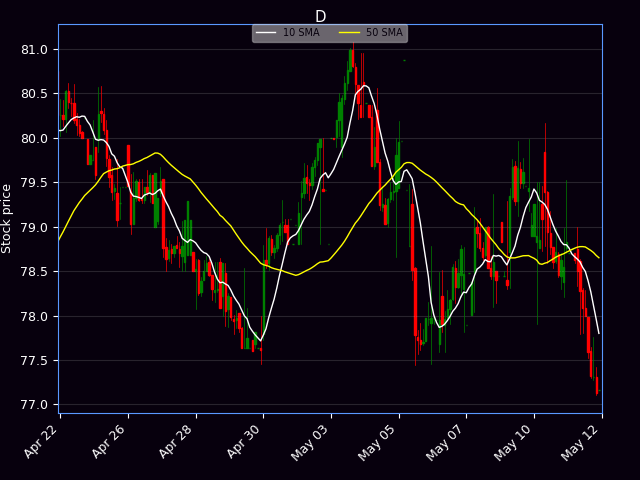 D
10 SMA
50 SMA
Stock price
81.0
80.5
80.0
79.5
79.0
78.5
78.0
77.5
77.0
Apr 22
Apr 26
Apr 28
Apr 30
May 03
May 05
May 07
May 10
May 12